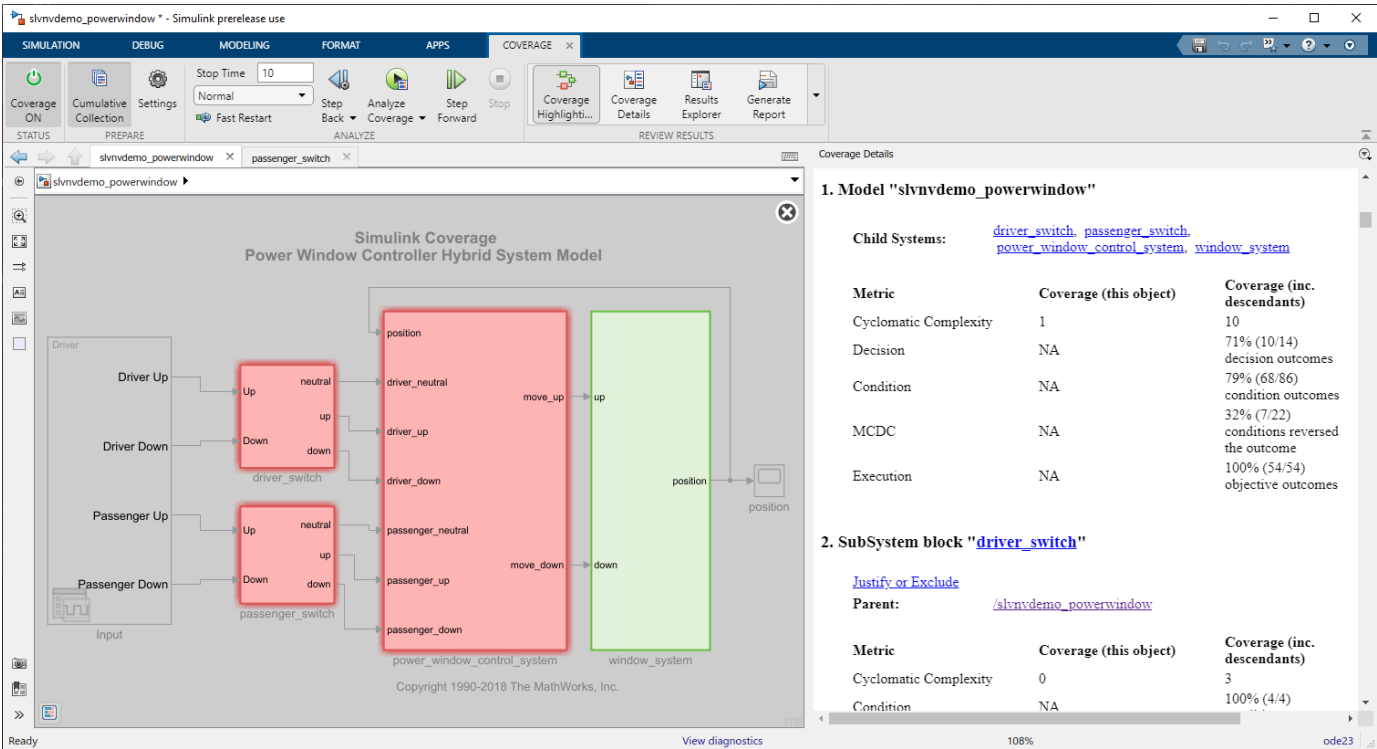 slvnvdemo_powerwindow * - Simulink prerelease use
SIMULATION DEBUG MODELING FORMAT APPS COVERAGE
Stop Time 10
Normal
Fast Restart
Coverage ON
Cumulative Collection
Settings
Step Back
Analyze Coverage
Step Forward
Stop
Coverage Highlighti...
Coverage Details
Results Explorer
Generate Report
STATUS PREPARE ANALYZE REVIEW RESULTS
slvnvdemo_powerwindow passenger_switch
slvnvdemo_powerwindow
Simulink Coverage
Power Window Controller Hybrid System Model
Driver
Driver Up
Driver Down
Passenger Up
Passenger Down
Input
Up
Down
neutral
up
down
driver_switch
Up
Down
neutral
up
down
passenger_switch
position
driver_neutral
driver_up
driver_down
passenger_neutral
passenger_up
passenger_down
move_up
move_down
power_window_control_system
up
down
position
window_system
position
Copyright 1990-2018 The MathWorks, Inc.
Coverage Details
1. Model "slvnvdemo_powerwindow"
Child Systems: driver_switch, passenger_switch,
power_window_control_system, window_system
Metric Coverage (this object) Coverage (inc. descendants)
Cyclomatic Complexity 1 10
Decision NA 71% (10/14) decision outcomes
Condition NA 79% (68/86) condition outcomes
MCDC NA 32% (7/22) conditions reversed the outcome
Execution NA 100% (54/54) objective outcomes
2. SubSystem block "driver_switch"
Justify or Exclude
Parent: /slvnvdemo_powerwindow
Metric Coverage (this object) Coverage (inc. descendants)
Cyclomatic Complexity 0 3
Condition NA 100% (4/4)
Ready View diagnostics 108% ode23